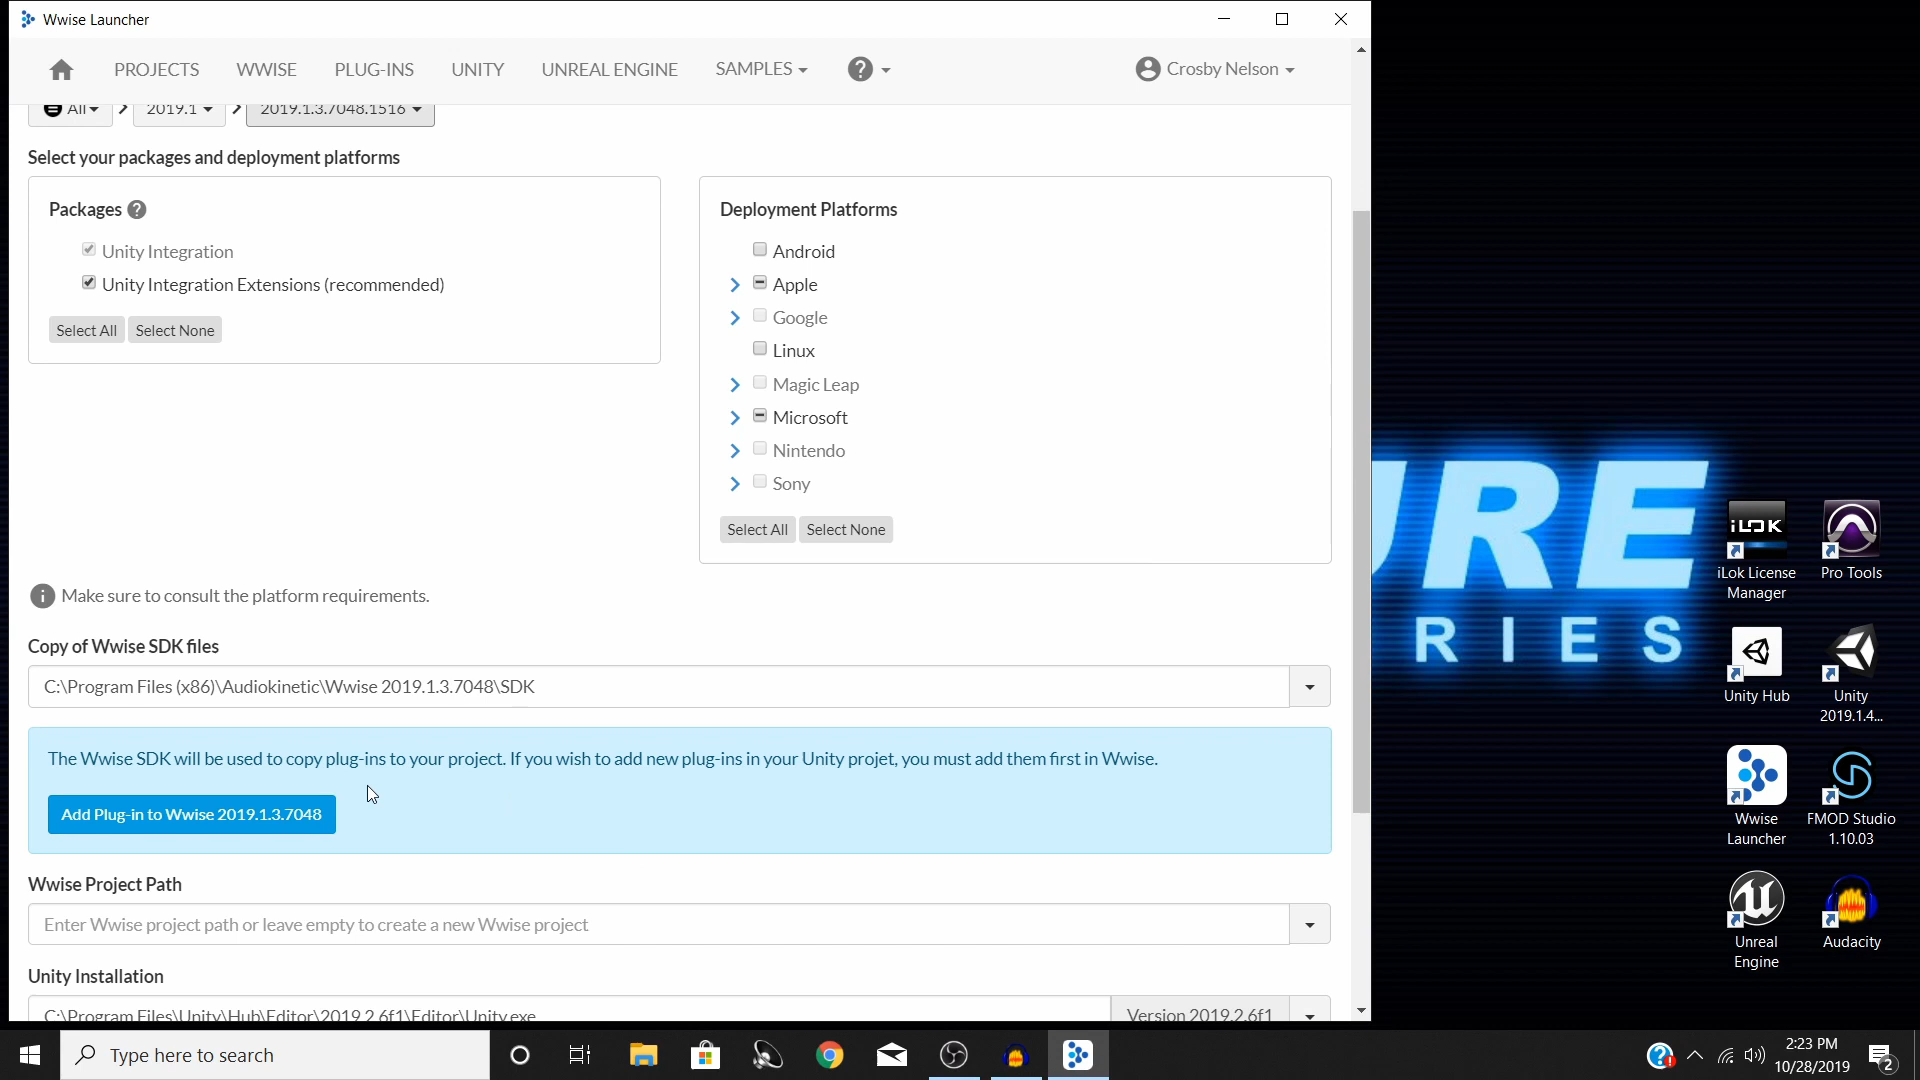 Wwise Launcher
PROJECTS WWISE PLUG-INS UNITY UNREAL ENGINE SAMPLES Crosby Nelson
All 2019.1 2019.1.3.7048.1516
Select your packages and deployment platforms
Packages
Unity Integration
Unity Integration Extensions (recommended)
Select All Select None
Deployment Platforms
Android
Apple
Google
Linux
Magic Leap
Microsoft
Nintendo
Sony
Select All Select None
Make sure to consult the platform requirements.
Copy of Wwise SDK files
C:\Program Files (x86)\Audiokinetic\Wwise 2019.1.3.7048\SDK
The Wwise SDK will be used to copy plug-ins to your project. If you wish to add new plug-ins in your Unity projet, you must add them first in Wwise.
Add Plug-in to Wwise 2019.1.3.7048
Wwise Project Path
Enter Wwise project path or leave empty to create a new Wwise project
Unity Installation
C:\Program Files\Unity\Hub\Editor\2019.2.6f1\Editor\Unity.exe Version 2019.2.6f1
URE
RIES
iLOK
iLok License
Manager
Pro Tools
Unity Hub
Unity
2019.1.4...
Wwise
Launcher
FMOD Studio
1.10.03
Unreal
Engine
Audacity
Type here to search
2:23 PM
10/28/2019
2